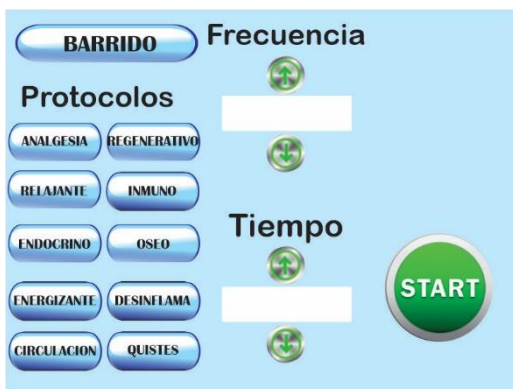 BARRIDO
Protocolos
ANALGESIA REGENERATIVO
RELAJANTE INMUNO
ENDOCRINO OSEO
ENERGIZANTE DESINFLAMA
CIRCULACION QUISTES
Frecuencia
Tiempo
START